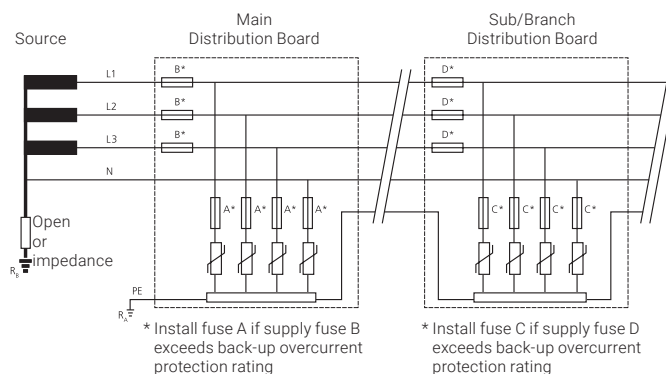 Main
Distribution Board
Sub/Branch
Distribution Board
Source
L1
B*
D*
L2
B*
D*
L3
B*
D*
N
A* A* A* A*
C* C* C* C*
Open
or
impedance
RB
PE
RA
* Install fuse A if supply fuse B
exceeds back-up overcurrent
protection rating
* Install fuse C if supply fuse D
exceeds back-up overcurrent
protection rating